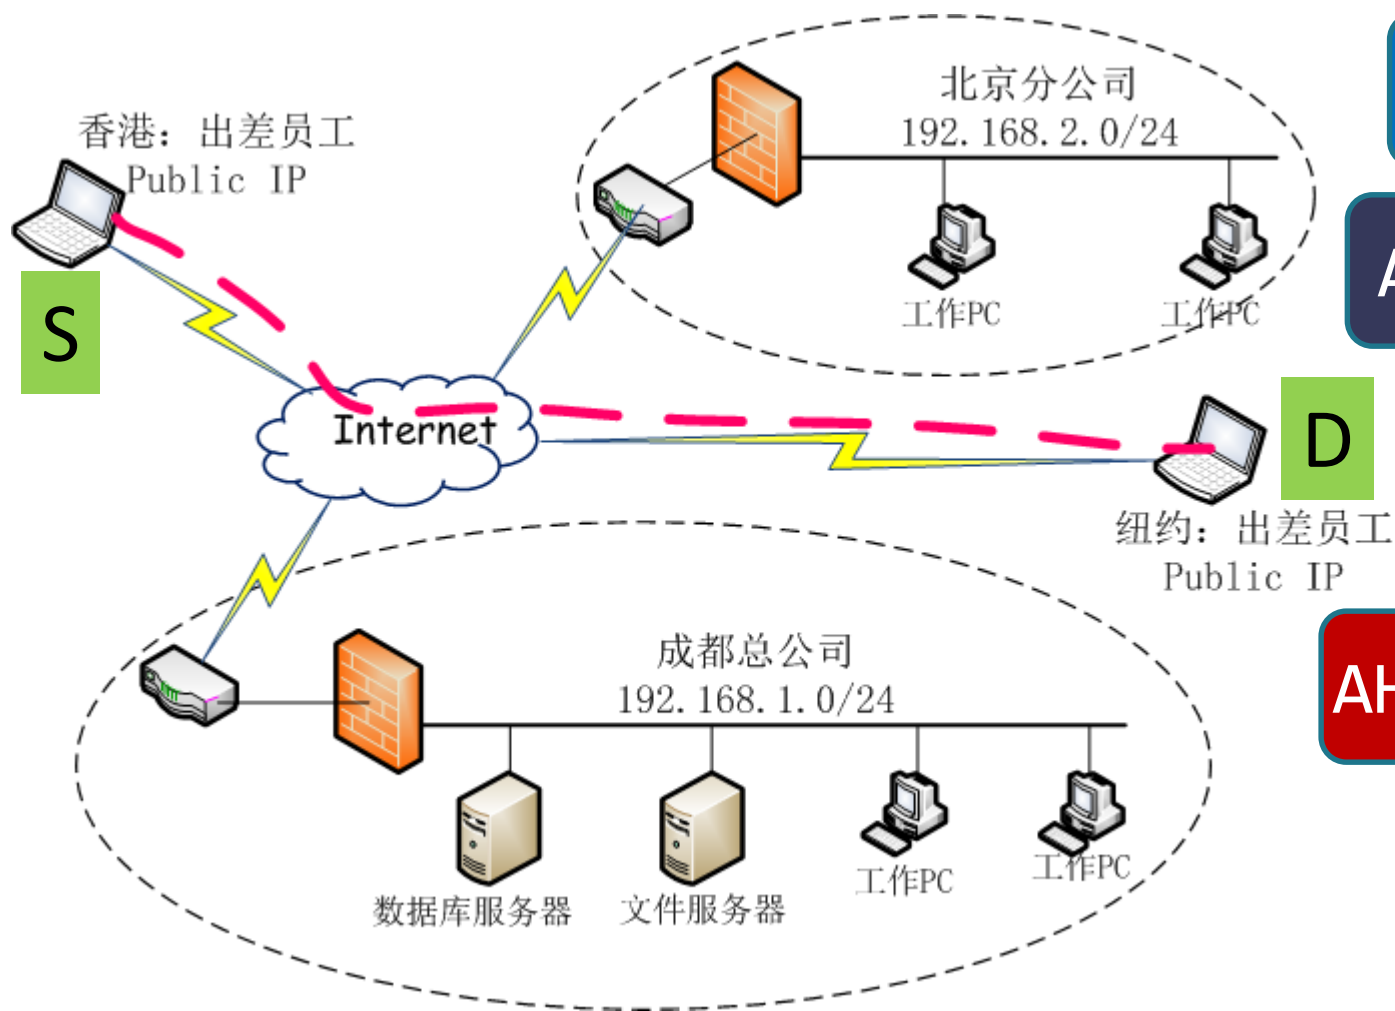 北京分公司
192.168.2.0/24
香港：出差员工
Public IP
S
工作PC
工作PC
A
Internet
D
纽约：出差员工
Public IP
成都总公司
192.168.1.0/24
AH
数据库服务器
文件服务器
工作PC
工作PC